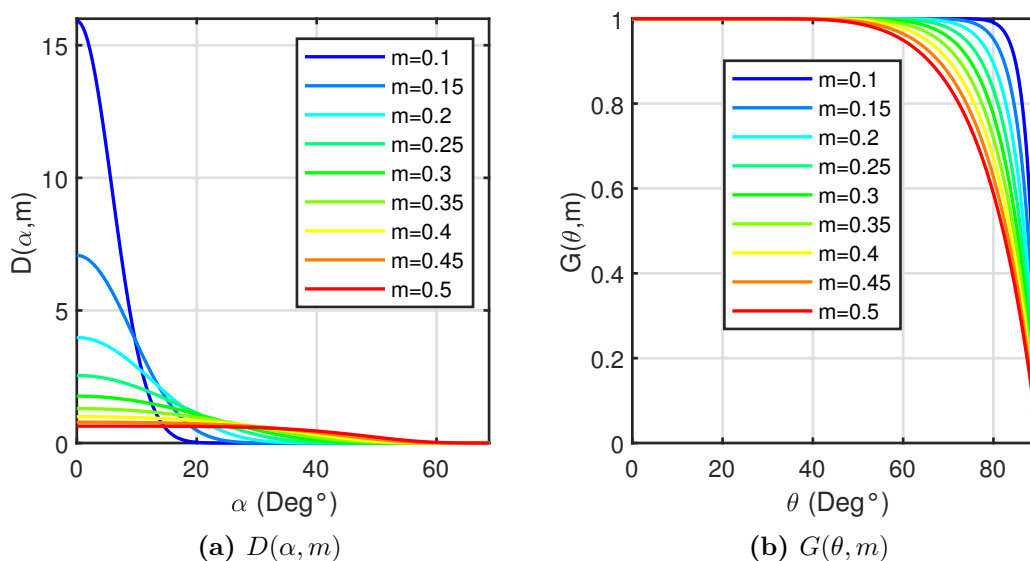 16
15
10
5
0
0
20
40
60
D(α,m)
α (Deg°)
m=0.1
m=0.15
m=0.2
m=0.25
m=0.3
m=0.35
m=0.4
m=0.45
m=0.5
(a) D(α, m)
1
0.8
0.6
0.4
0.2
0
0
20
40
60
80
G(θ,m)
θ (Deg°)
m=0.1
m=0.15
m=0.2
m=0.25
m=0.3
m=0.35
m=0.4
m=0.45
m=0.5
(b) G(θ, m)